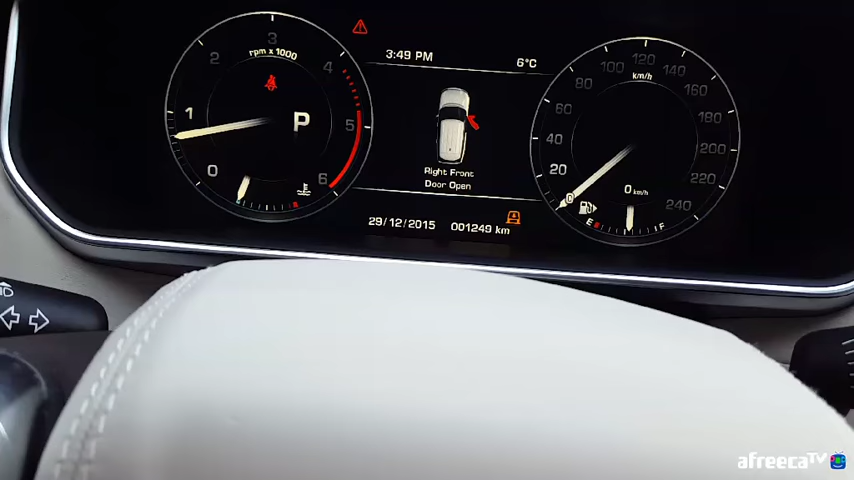 3:49 PM
6°C
rpm x 1000
0
1
2
3
4
5
6
P
Right Front
Door Open
29/12/2015
001249 km
km/h
0
20
40
60
80
100
120
140
160
180
200
220
240
0 km/h
E
F
afreecaTV